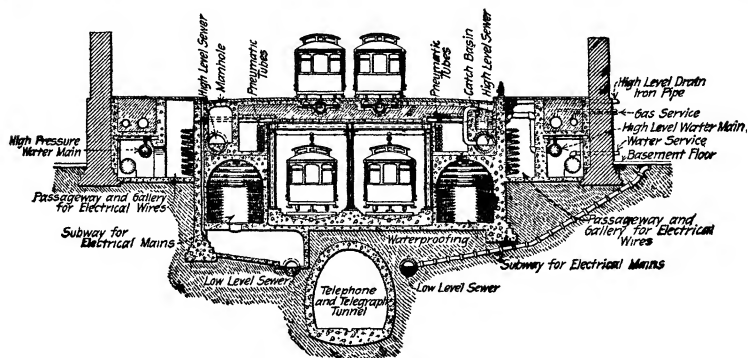 High Level Sewer
Manhole
Pneumatic
Tubes
Pneumatic
Tubes
Catch Basin
High Level Sewer
High Level Drain
Iron Pipe
Gas Service
High Level Water Main,
Water Service
Basement Floor
High Pressure
Water Main
Passageway and Gallery
for Electrical Wires
Subway for
Electrical Mains
Waterproofing
Passageway and
Gallery for Electrical
Wires
Subway for Electrical Mains
Low Level Sewer
Low Level Sewer
Telephone
and Telegraph
Tunnel